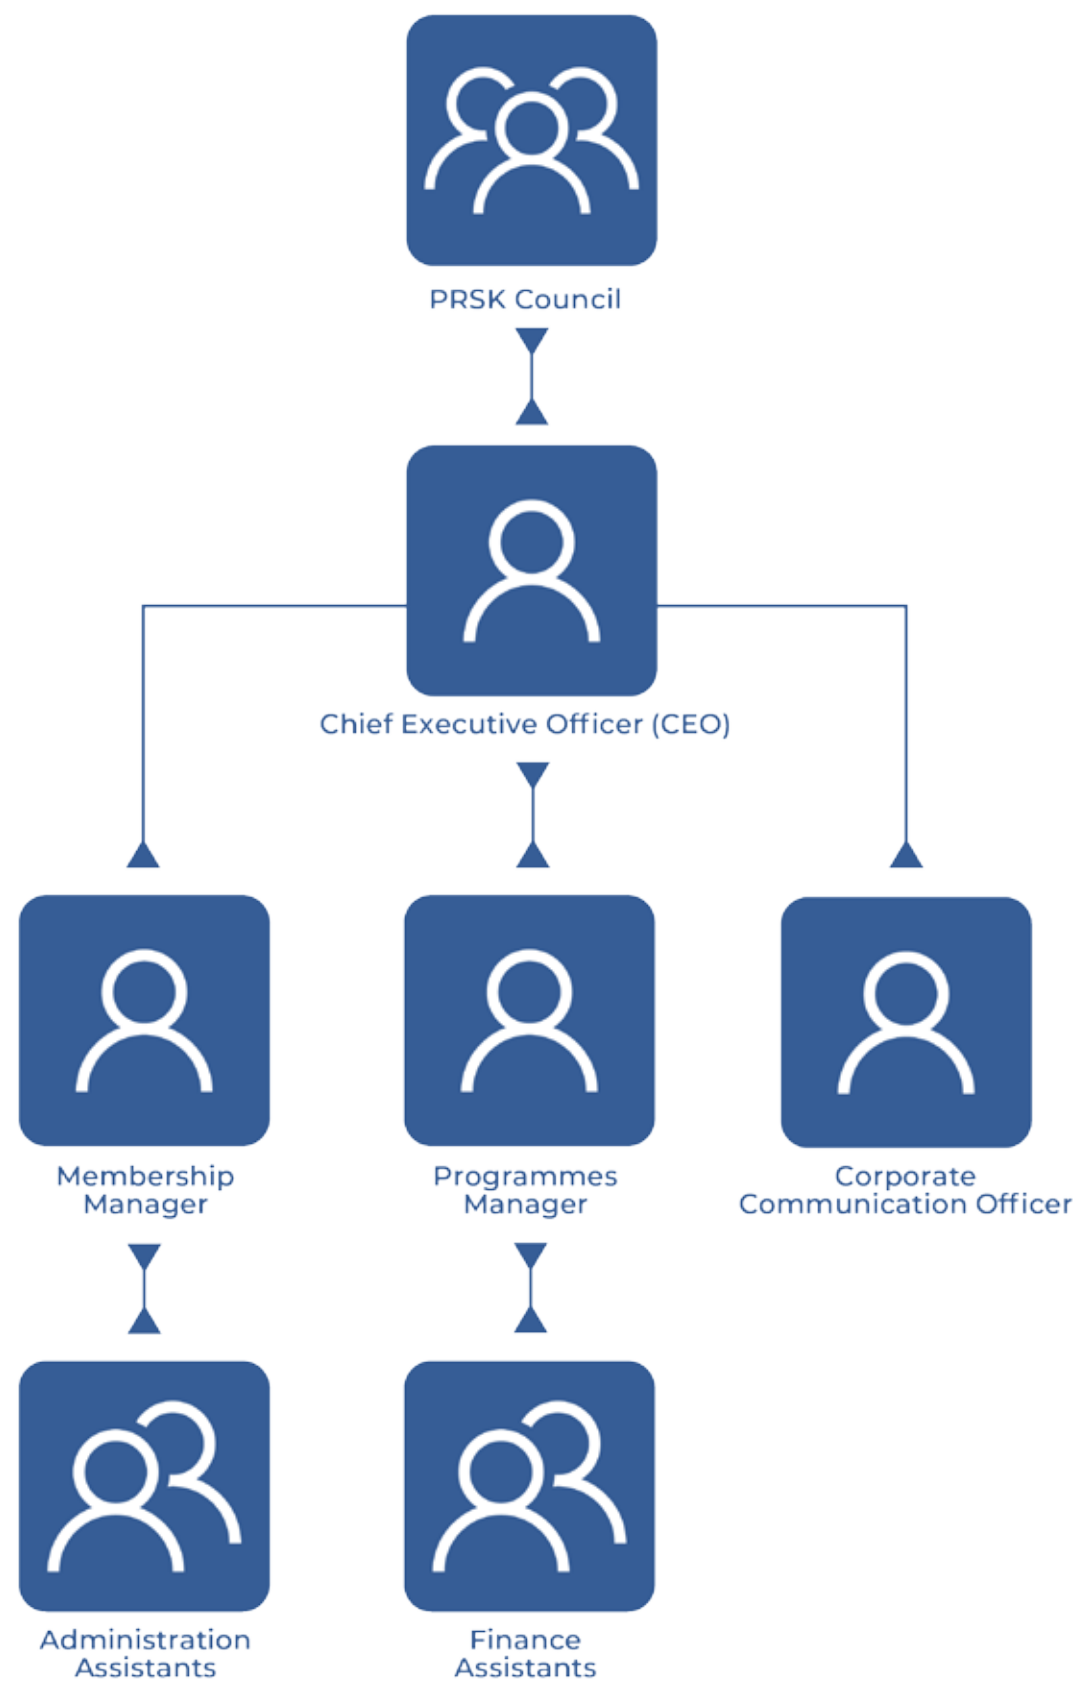 PRSK Council
Chief Executive Officer (CEO)
Membership
Manager
Programmes
Manager
Corporate
Communication Officer
Administration
Assistants
Finance
Assistants